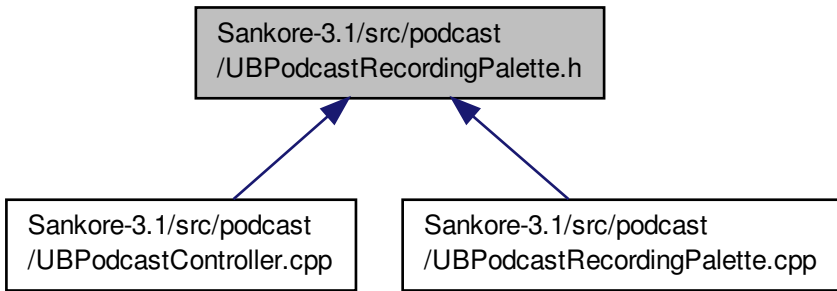 Sankore-3.1/src/podcast
/UBPodcastRecordingPalette.h
Sankore-3.1/src/podcast
/UBPodcastController.cpp
Sankore-3.1/src/podcast
/UBPodcastRecordingPalette.cpp